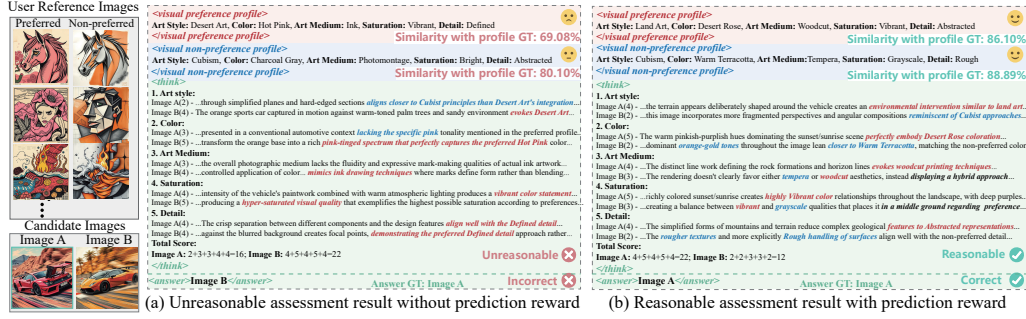 User Reference Images
Preferred Non-preferred
Candidate Images
Image A Image B
<visual preference profile>
Art Style: Desert Art, Color: Hot Pink, Art Medium: Ink, Saturation: Vibrant, Detail: Defined
</visual preference profile> Similarity with profile GT: 69.08%
<visual non-preference profile>
Art Style: Cubism, Color: Charcoal Gray, Art Medium: Photomontage, Saturation: Bright, Detail: Abstracted
</visual non-preference profile> Similarity with profile GT: 80.10%
<think>
1. Art style:
Image A(2) - ...through simplified planes and hard-edged sections aligns closer to Cubist principles than Desert Art's integration...
Image B(4) - The orange sports car captured in motion against warm-toned palm trees and sandy environment evokes Desert Art...
2. Color:
Image A(3) - ...presented in a conventional automotive context lacking the specific pink tonality mentioned in the preferred profile..
Image B(5) - ...transform the orange base into a rich pink-tinged spectrum that perfectly captures the preferred Hot Pink color...
3. Art Medium:
Image A(3) - ...the overall photographic medium lacks the fluidity and expressive mark-making qualities of actual ink artwork...
Image B(4) - ...controlled application of color... mimics ink drawing techniques where marks define form rather than blending...
4. Saturation:
Image A(4) - ...intensity of the vehicle's paintwork combined with warm atmospheric lighting produces a vibrant color statement...
Image B(5) - ...producing a hyper-saturated visual quality that exemplifies the highest possible saturation according to preferences...
5. Detail:
Image A(4) - ...The crisp separation between different components and the design features align well with the Defined detail...
Image B(4) - ...against the blurred background creates focal points, demonstrating the preferred Defined detail approach rather...
Total Score:
Image A: 2+3+3+4+4=16; Image B: 4+5+4+5+4=22 Unreasonable
</think>
<answer>Image B</answer> Answer GT: Image A Incorrect
(a) Unreasonable assessment result without prediction reward
<visual preference profile>
Art Style: Land Art, Color: Desert Rose, Art Medium: Woodcut, Saturation: Vibrant, Detail: Abstracted
</visual preference profile> Similarity with profile GT: 86.10%
<visual non-preference profile>
Art Style: Cubism, Color: Warm Terracotta, Art Medium:Tempera, Saturation: Grayscale, Detail: Rough
</visual non-preference profile> Similarity with profile GT: 88.89%
<think>
1. Art style:
Image A(4) - ...the terrain appears deliberately shaped around the vehicle creates an environmental intervention similar to land art...
Image B(2) - ...this image incorporates more fragmented perspectives and angular compositions reminiscent of Cubist approaches...
2. Color:
Image A(5) - The warm pinkish-purplish hues dominating the sunset/sunrise scene perfectly embody Desert Rose coloration...
Image B(2) - ...dominant orange-gold tones throughout the image lean closer to Warm Terracotta, matching the non-preferred color
3. Art Medium:
Image A(4) - ...The distinct line work defining the rock formations and horizon lines evokes woodcut printing techniques...
Image B(3) - The rendering doesn't clearly favor either tempera or woodcut aesthetics, instead displaying a hybrid approach...
4. Saturation:
Image A(5) - ...richly colored sunset/sunrise creates highly Vibrant color relationships throughout the landscape, with deep purples...
Image B(3) - ...creating a balance between vibrant and grayscale qualities that places it in a middle ground regarding preference...
5. Detail:
Image A(4) - ...The simplified forms of mountains and terrain reduce complex geological features to Abstracted representations...
Image B(2) - ...The rougher textures and more explicitly Rough handling of surfaces align well with the non-preferred detail...
Total Score:
Image A: 4+5+4+5+4=22; Image B: 2+2+3+3+2=12 Reasonable
</think>
<answer>Image A</answer> Answer GT: Image A Correct
(b) Reasonable assessment result with prediction reward